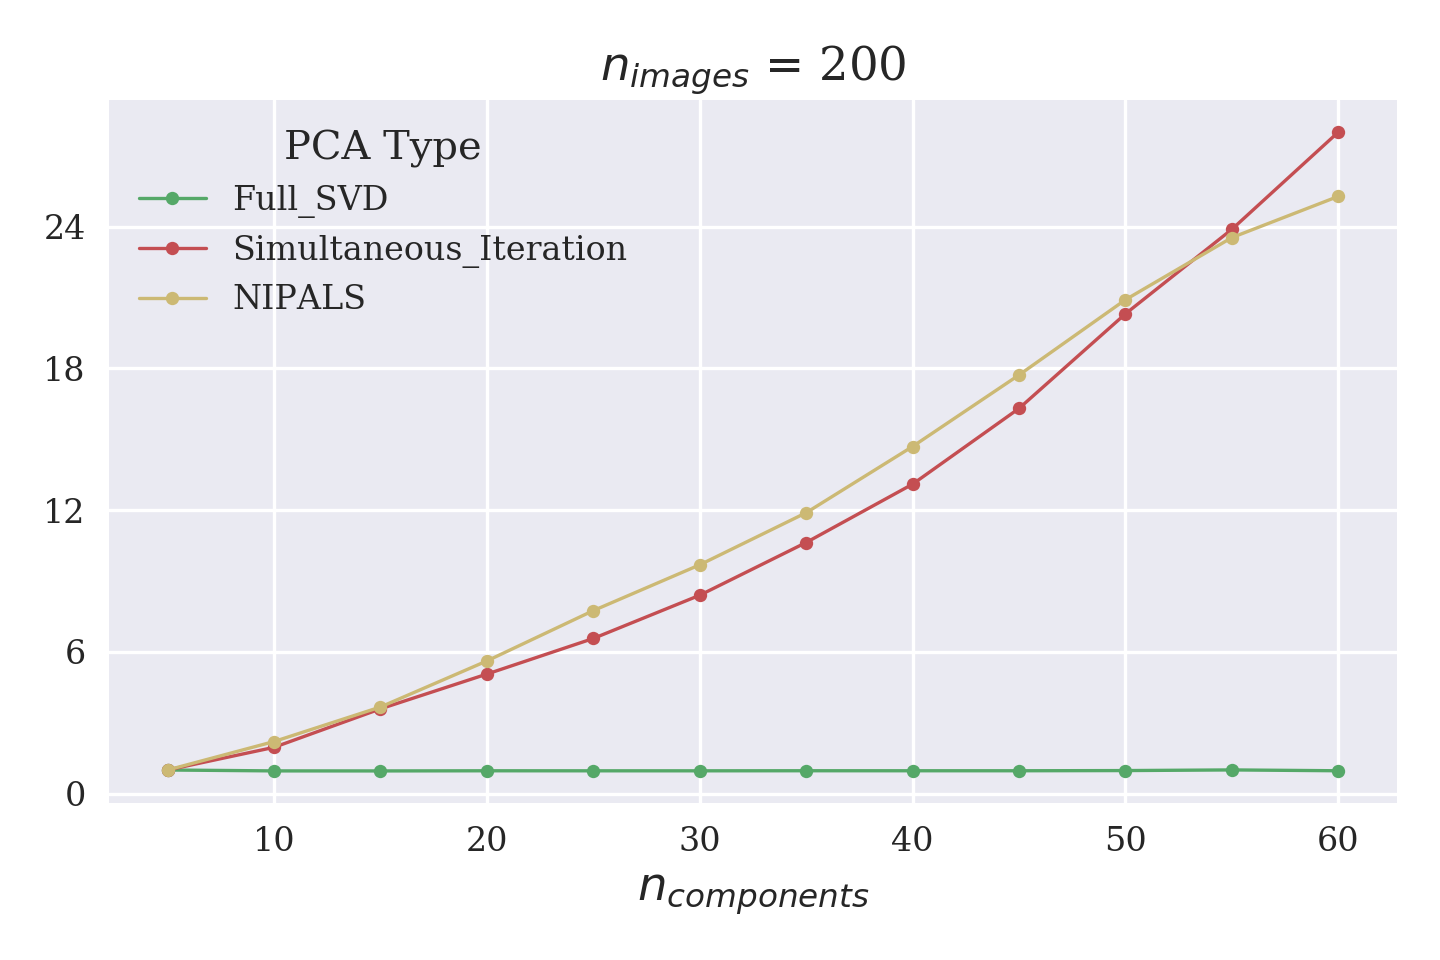 n_images = 200
PCA Type
Full_SVD
Simultaneous_Iteration
NIPALS
24
18
12
6
0
10 20 30 40 50 60
n_components